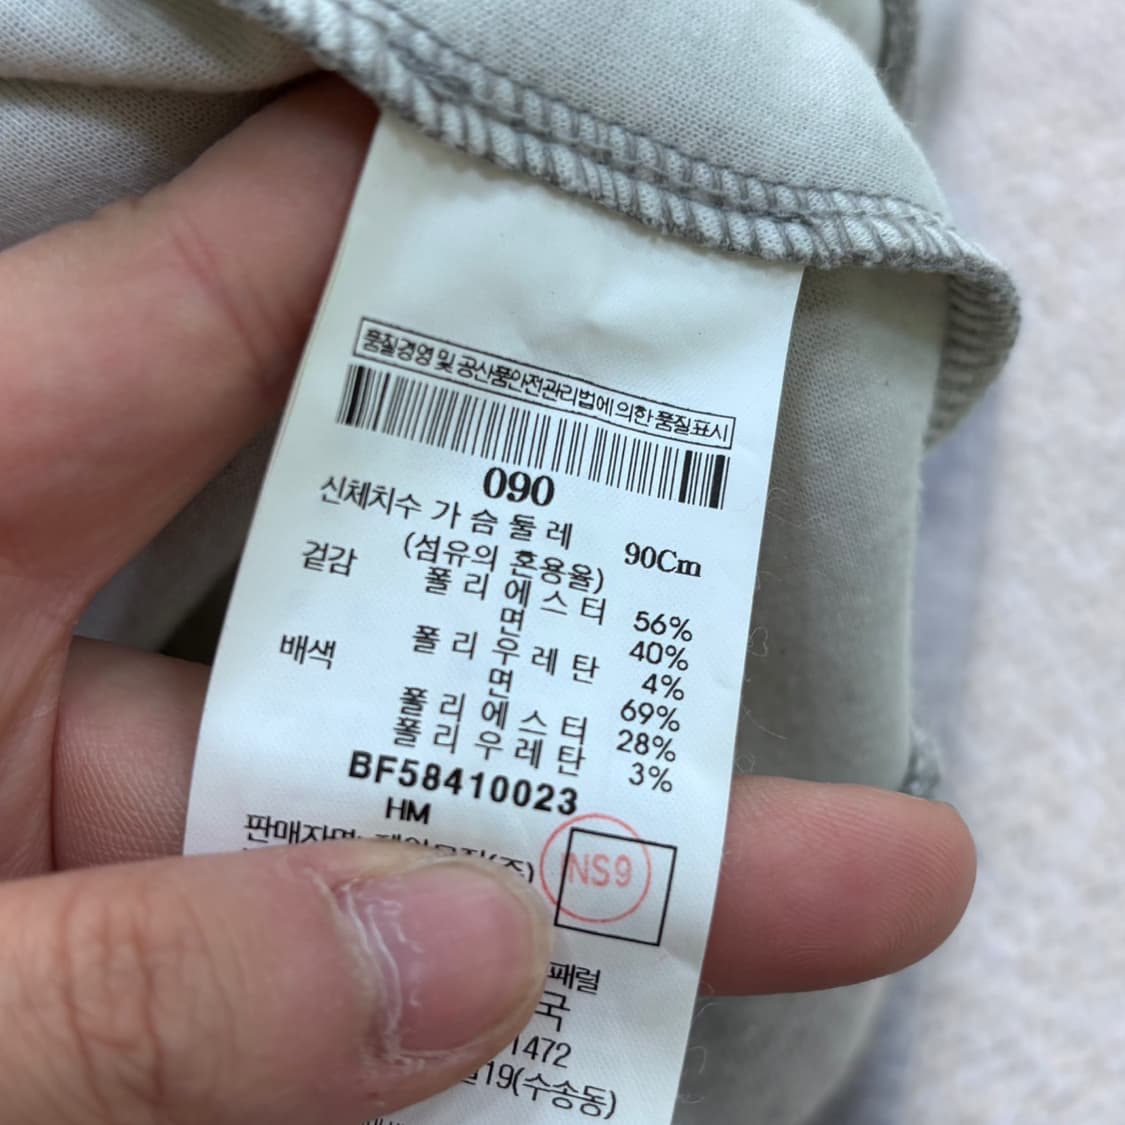 품질경영 및 공산품안전관리법에 의한 품질표시
090
신체치수 가 슴 둘 레 90Cm
(섬유의 혼용율)
겉감 폴 리 에 스 터 56%
면 40%
폴 리 우 레 탄 4%
배색 면 69%
폴 리 에 스 터 28%
폴 리 우 레 탄 3%
BF58410023
HM
NS9
패럴
국
1472
19(수송동)